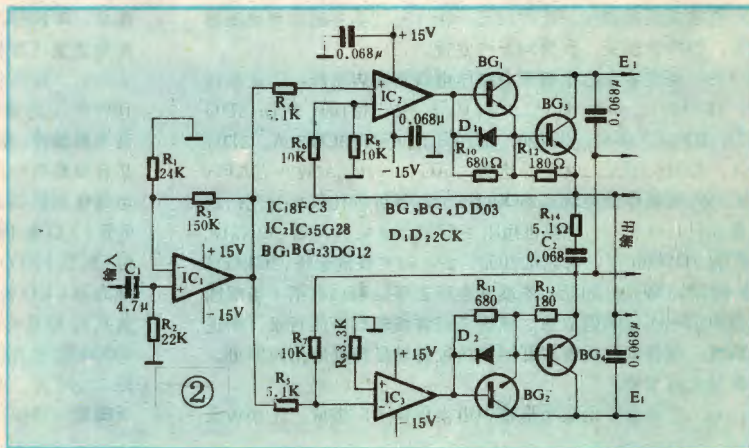 +15V
0.068μ
R₄
5.1K
IC₂
BG₁
E₁
0.068μ
0.068μ
BG₃
D₁
R₁
24K
R₆
10K
R₈
10K
R₁₀
680Ω
R₁₂
180Ω
-15V
R₃
150K
IC₁8FC3
IC₂IC₃5G28
BG₁BG₂3DG12
BG₃BG₄DD03
D₁D₂2CK
R₁₄
5.1Ω
C₂
0.068
输出
输入
C₁
4.7μ
+15V
IC₁
-15V
R₂
22K
R₁₁
680
R₁₃
180
R₇
10K
R₉3.3K
+15V
D₂
BG₄
0.068μ
R₅
5.1K
IC₃
BG₂
-15V
E₁
②